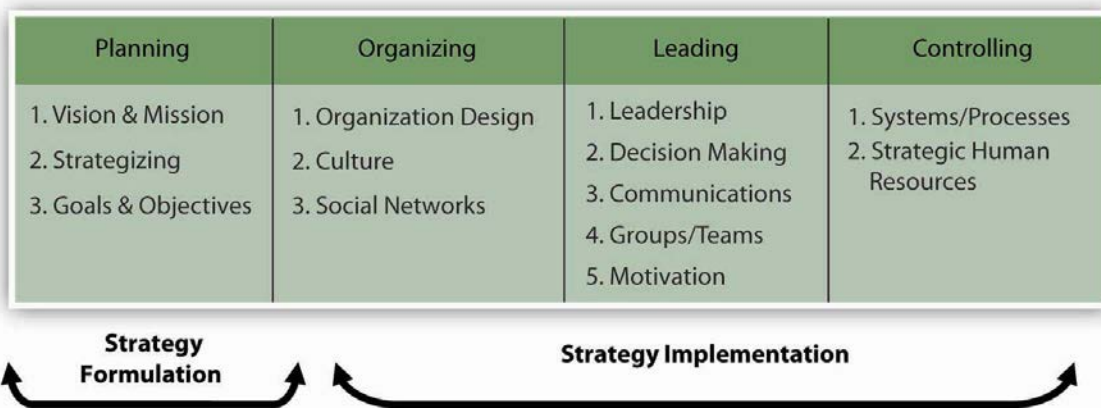 Planning
1. Vision & Mission
2. Strategizing
3. Goals & Objectives
Organizing
1. Organization Design
2. Culture
3. Social Networks
Leading
1. Leadership
2. Decision Making
3. Communications
4. Groups/Teams
5. Motivation
Controlling
1. Systems/Processes
2. Strategic Human
Resources
Strategy
Formulation
Strategy Implementation